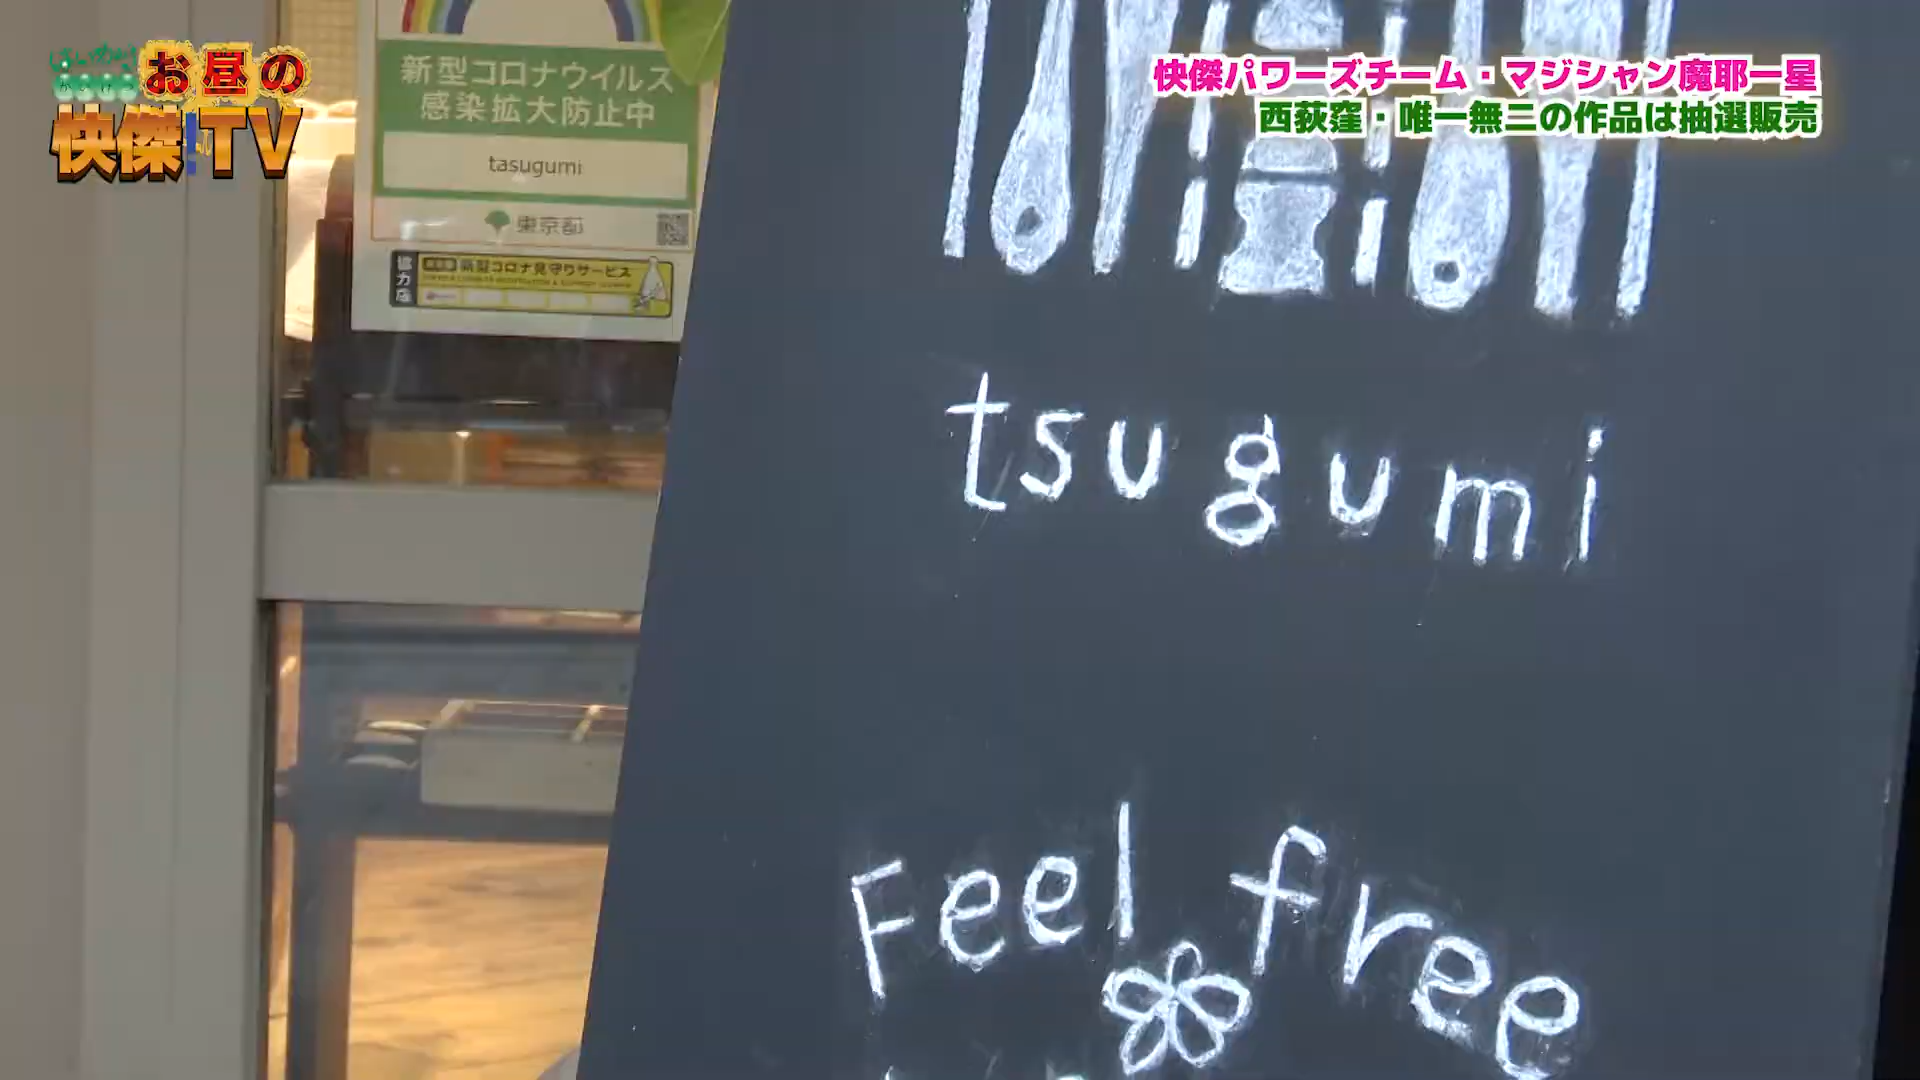 お昼の
快傑!TV
快傑パワーズチーム・マジシャン魔耶一星
西荻窪・唯一無二の作品は抽選販売
新型コロナウイルス
感染拡大防止中
tasugumi
東京都
協力店
新型コロナ見守りサービス
tsugumi
Feel free